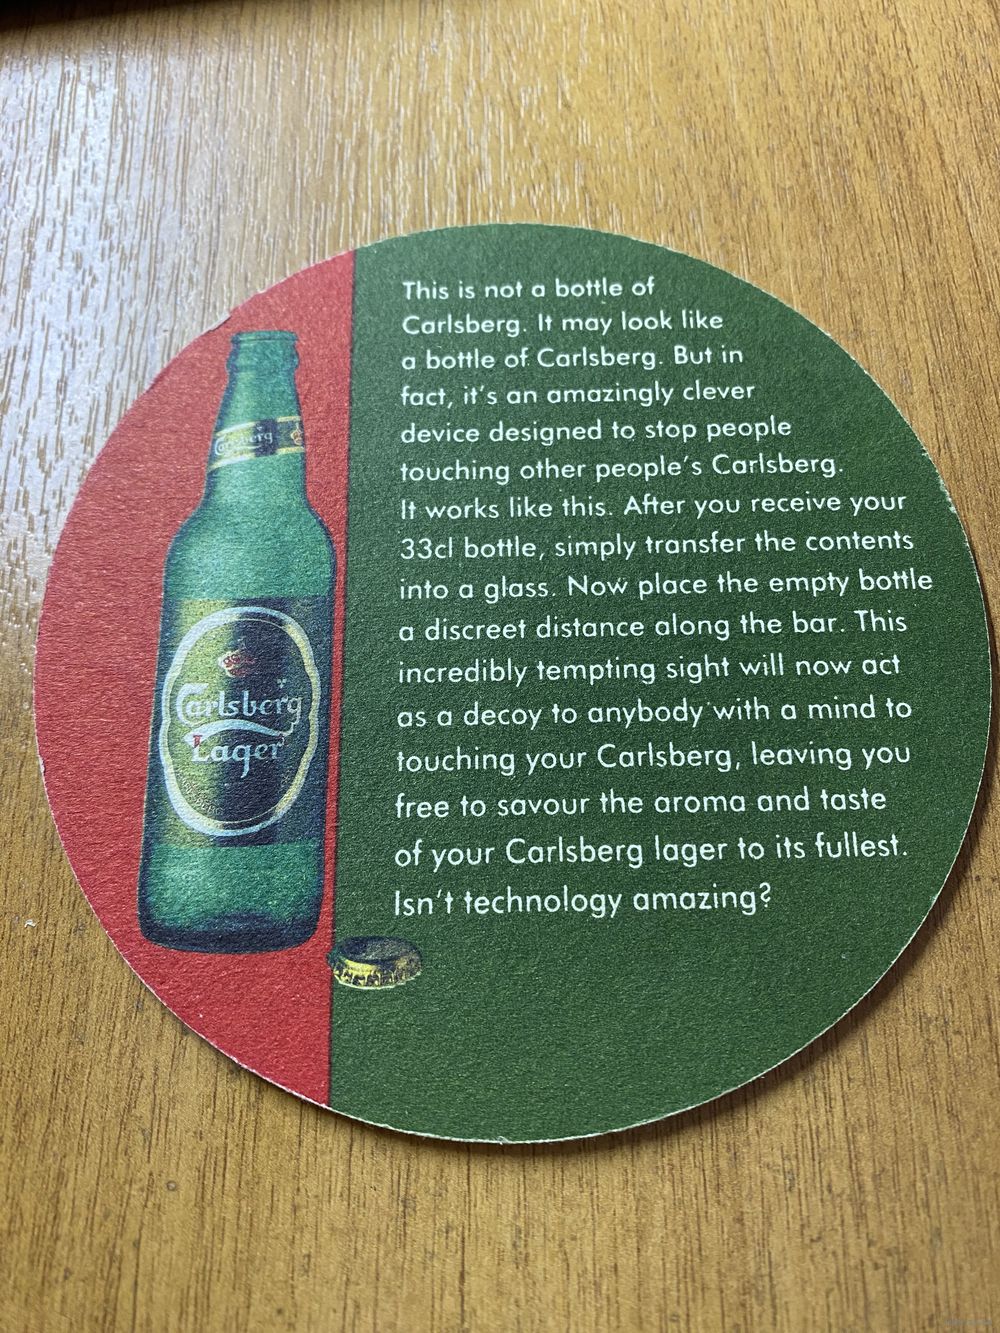 This is not a bottle of
Carlsberg. It may look like
a bottle of Carlsberg. But in
fact, it's an amazingly clever
device designed to stop people
touching other people's Carlsberg.
It works like this. After you receive your
33cl bottle, simply transfer the contents
into a glass. Now place the empty bottle
a discreet distance along the bar. This
incredibly tempting sight will now act
as a decoy to anybody with a mind to
touching your Carlsberg, leaving you
free to savour the aroma and taste
of your Carlsberg lager to its fullest.
Isn't technology amazing?
Carlsberg
Carlsberg
Lager